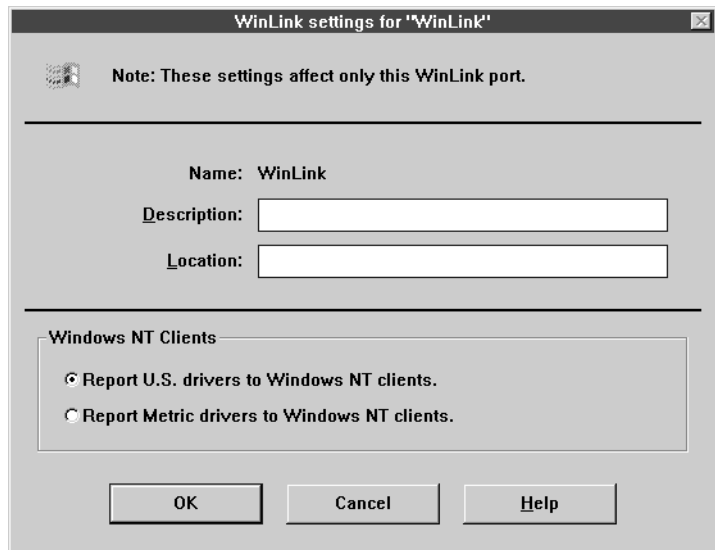 WinLink settings for "WinLink"
Note: These settings affect only this WinLink port.
Name: WinLink
Description:
Location:
Windows NT Clients
Report U.S. drivers to Windows NT clients.
Report Metric drivers to Windows NT clients.
OK Cancel Help